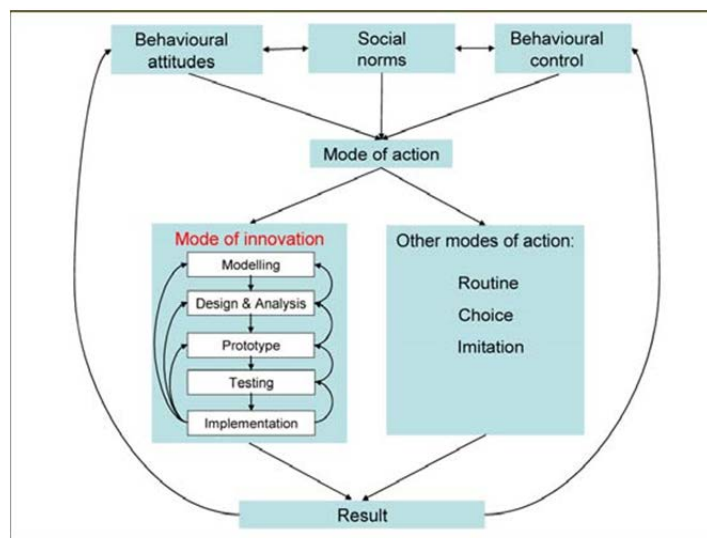 Behavioural
attitudes
Social
norms
Behavioural
control
Mode of action
Mode of innovation
Modelling
Design & Analysis
Prototype
Testing
Implementation
Other modes of action:
Routine
Choice
Imitation
Result